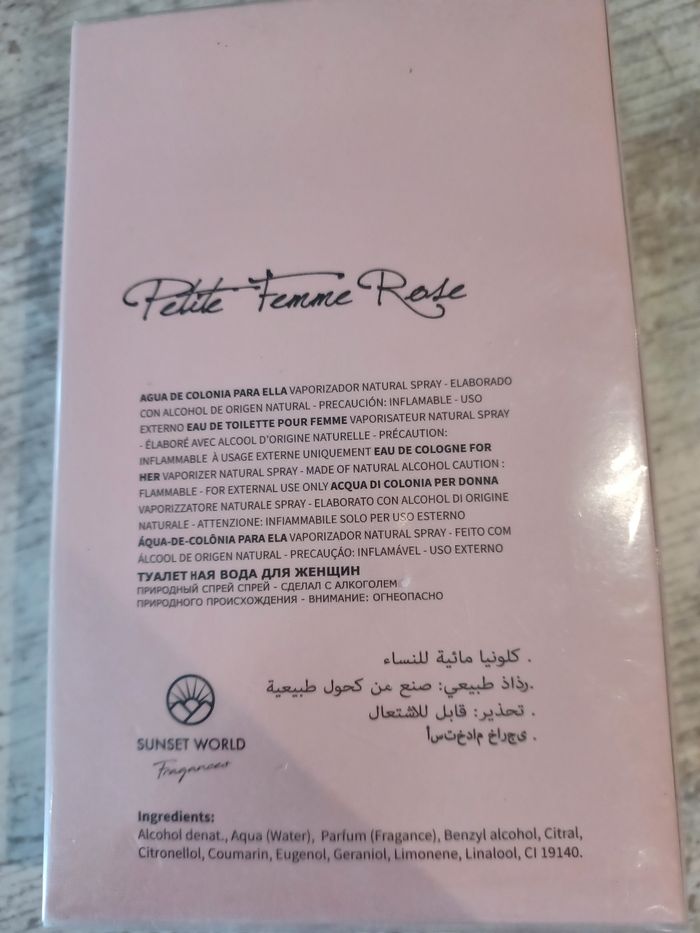 Petite Femme Rose
AGUA DE COLONIA PARA ELLA VAPORIZADOR NATURAL SPRAY - ELABORADO
CON ALCOHOL DE ORIGEN NATURAL - PRECAUCIÓN: INFLAMABLE - USO
EXTERNO EAU DE TOILETTE POUR FEMME VAPORISATEUR NATURAL SPRAY
- ÉLABORÉ AVEC ALCOOL D'ORIGINE NATURELLE - PRÉCAUTION:
INFLAMMABLE À USAGE EXTERNE UNIQUEMENT EAU DE COLOGNE FOR
HER VAPORIZER NATURAL SPRAY - MADE OF NATURAL ALCOHOL CAUTION :
FLAMMABLE - FOR EXTERNAL USE ONLY ACQUA DI COLONIA PER DONNA
VAPORIZZATORE NATURALE SPRAY - ELABORATO CON ALCOHOL DI ORIGINE
NATURALE - ATTENZIONE: INFIAMMABILE SOLO PER USO ESTERNO
ÁQUA-DE-COLÔNIA PARA ELA VAPORIZADOR NATURAL SPRAY - FEITO COM
ÁLCOOL DE ORIGEN NATURAL - PRECAUÇÁO: INFLAMÁVEL - USO EXTERNO
ТУАЛЕТНАЯ ВОДА ДЛЯ ЖЕНЩИН
ПРИРОДНЫЙ СПРЕЙ СПРЕЙ - СДЕЛАЛ С АЛКОГОЛЕМ
ПРИРОДНОГО ПРОИСХОЖДЕНИЯ - ВНИМАНИЕ: ОГНЕОПАСНО
. كلونيا مائية للنساء
.رذاذ طبيعي: صنع من كحول طبيعية
. تحذير: قابل للاشتعال
. يجراخ مادختسأ
SUNSET WORLD
Fragances
Ingredients:
Alcohol denat., Aqua (Water), Parfum (Fragance), Benzyl alcohol, Citral,
Citronellol, Coumarin, Eugenol, Geraniol, Limonene, Linalool, CI 19140.